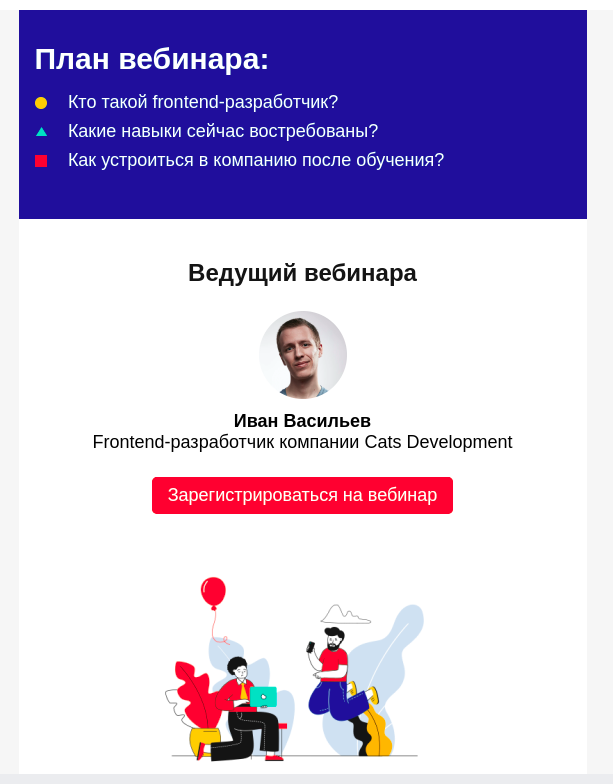 План вебинара:
Кто такой frontend-разработчик?
Какие навыки сейчас востребованы?
Как устроиться в компанию после обучения?
Ведущий вебинара
Иван Васильев
Frontend-разработчик компании Cats Development
Зарегистрироваться на вебинар